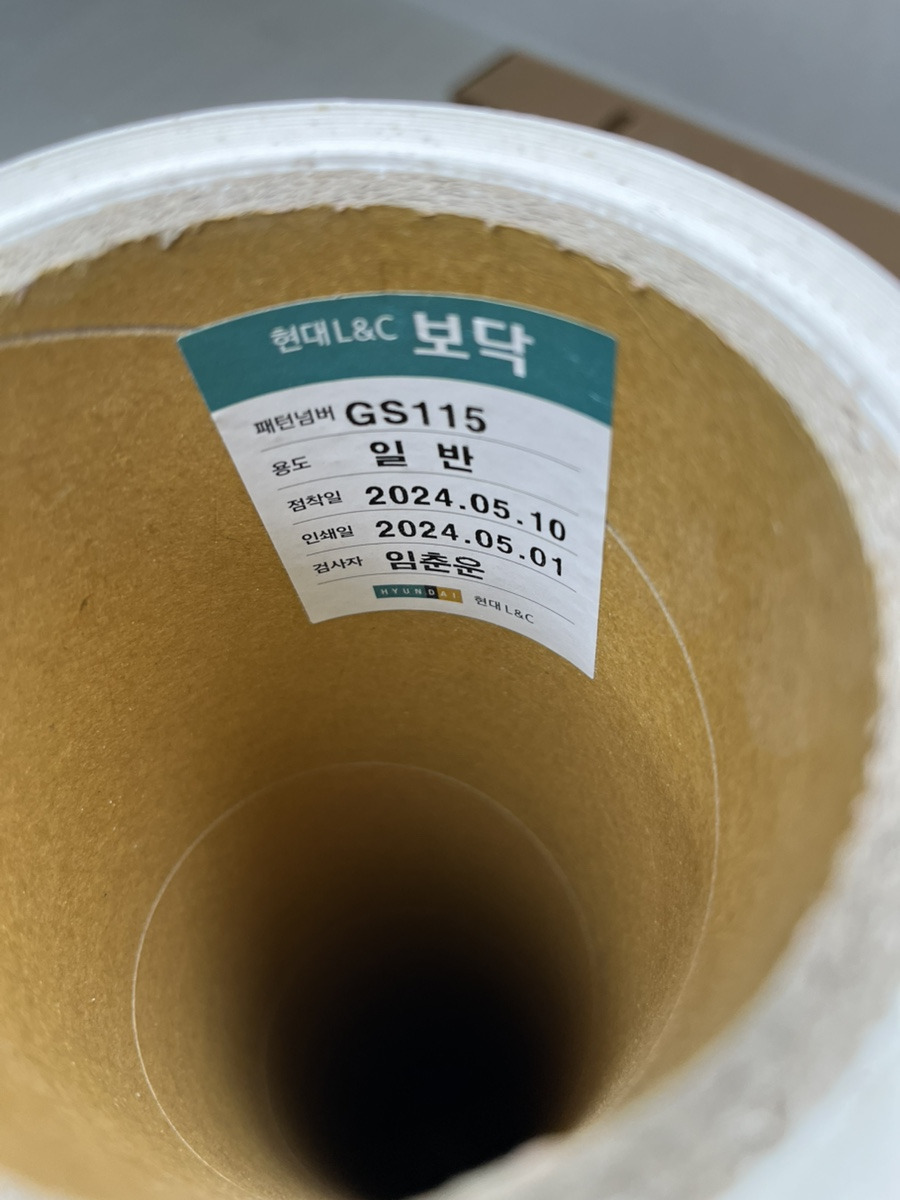 현대 L&C 보닥
패턴넘버 GS115
용도 일 반
점착일 2024.05.10
인쇄일 2024.05.01
검사자 임춘운
HYUNDAI 현대 L&C